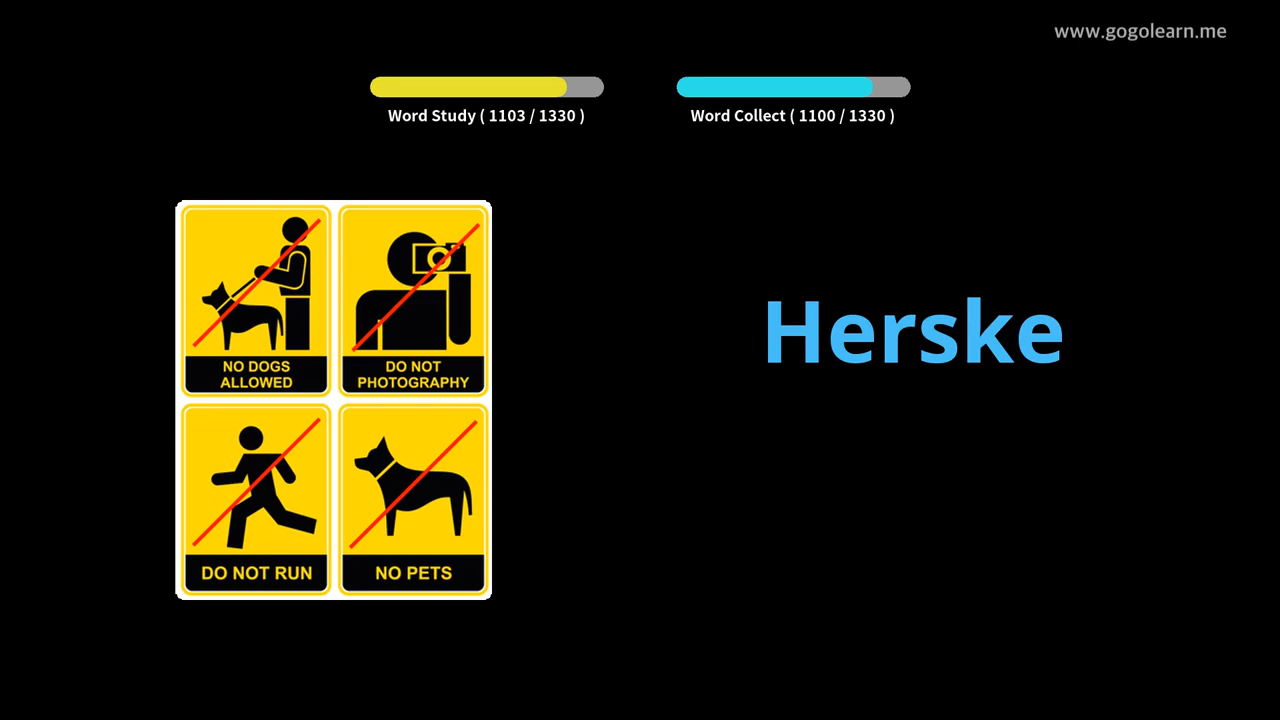 www.gogolearn.me
Word Study ( 1103 / 1330 )
Word Collect ( 1100 / 1330 )
NO DOGS
ALLOWED
DO NOT
PHOTOGRAPHY
DO NOT RUN
NO PETS
Herske